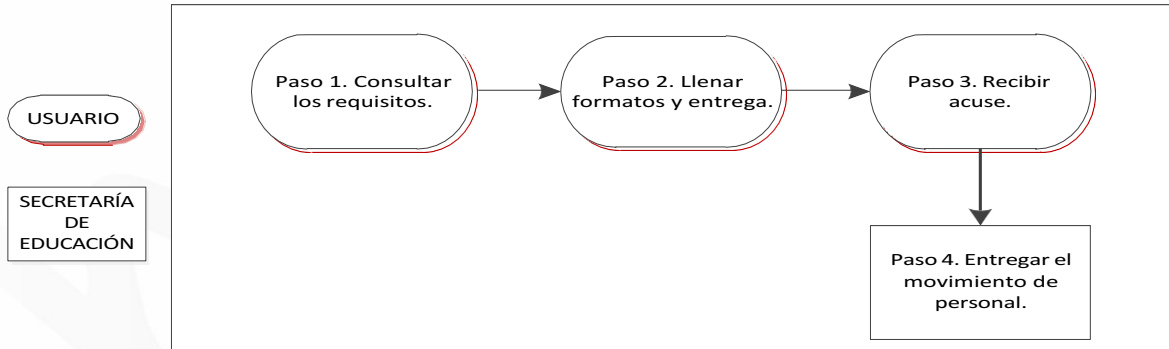 USUARIO
SECRETARÍA
DE
EDUCACIÓN
Paso 1. Consultar
los requisitos.
Paso 2. Llenar
formatos y entrega.
Paso 3. Recibir
acuse.
Paso 4. Entregar el
movimiento de
personal.